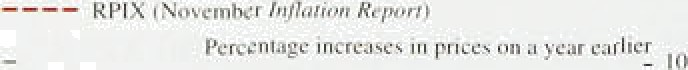 RPIX (November Inflation Report)
Percentage increases in prices on a year earlier
10